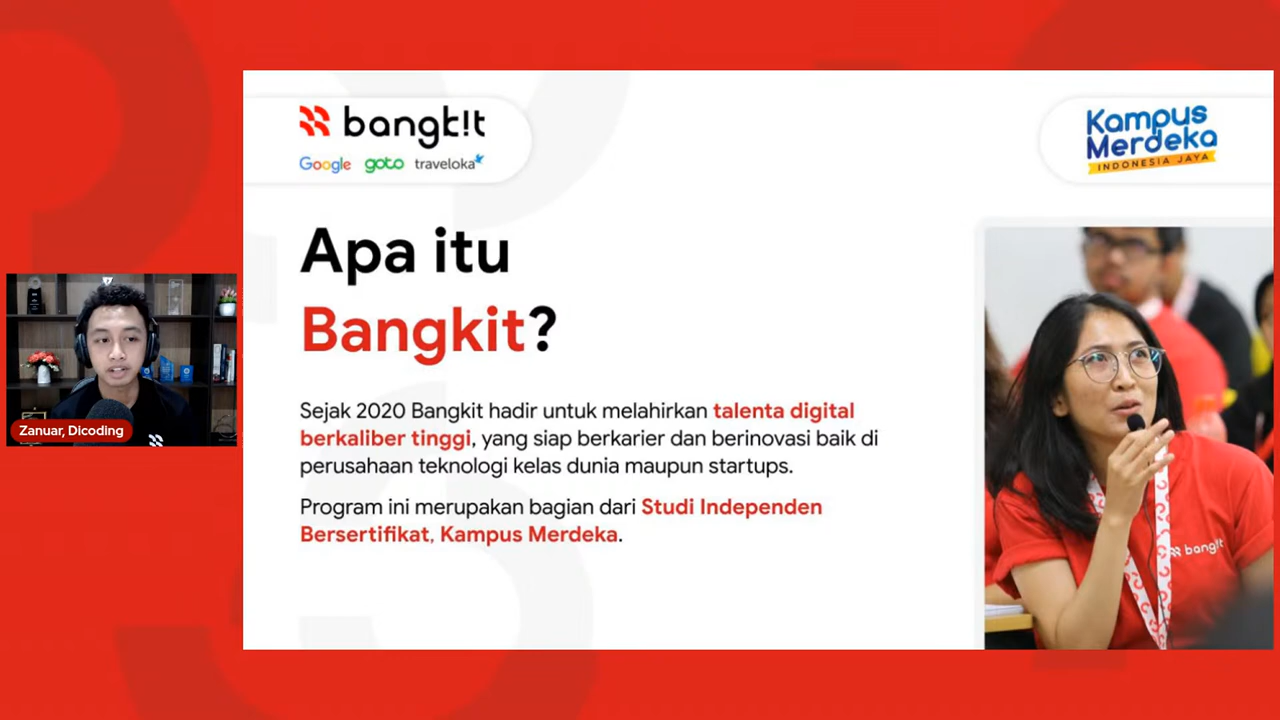 bangk!t
Google goto traveloka
Kampus
Merdeka
INDONESIA JAYA
Apa itu
Bangkit?
Sejak 2020 Bangkit hadir untuk melahirkan talenta digital
berkaliber tinggi, yang siap berkarier dan berinovasi baik di
perusahaan teknologi kelas dunia maupun startups.
Program ini merupakan bagian dari Studi Independen
Bersertifikat, Kampus Merdeka.
Zanuar, Dicoding
bangk!t